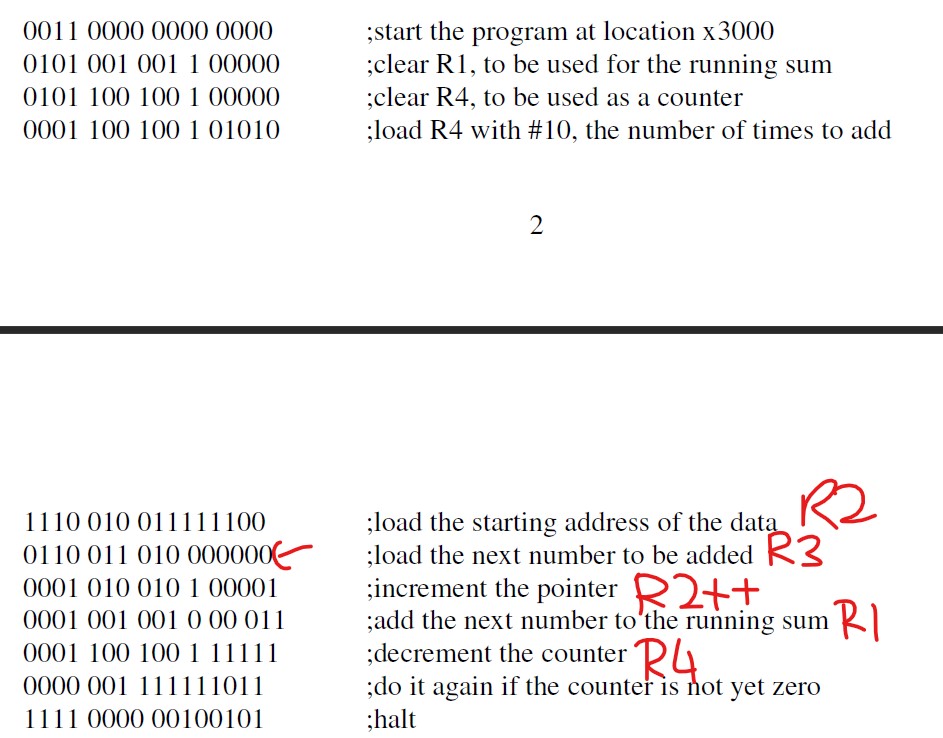 0011 0000 0000 0000 ;start the program at location x3000
0101 001 001 1 00000 ;clear R1, to be used for the running sum
0101 100 100 1 00000 ;clear R4, to be used as a counter
0001 100 100 1 01010 ;load R4 with #10, the number of times to add
2
1110 010 011111100 ;load the starting address of the data R2
0110 011 010 000000 ;load the next number to be added R3
0001 010 010 1 00001 ;increment the pointer R2++
0001 001 001 0 00 011 ;add the next number to the running sum R1
0001 100 100 1 11111 ;decrement the counter R4
0000 001 111111011 ;do it again if the counter is not yet zero
1111 0000 00100101 ;halt